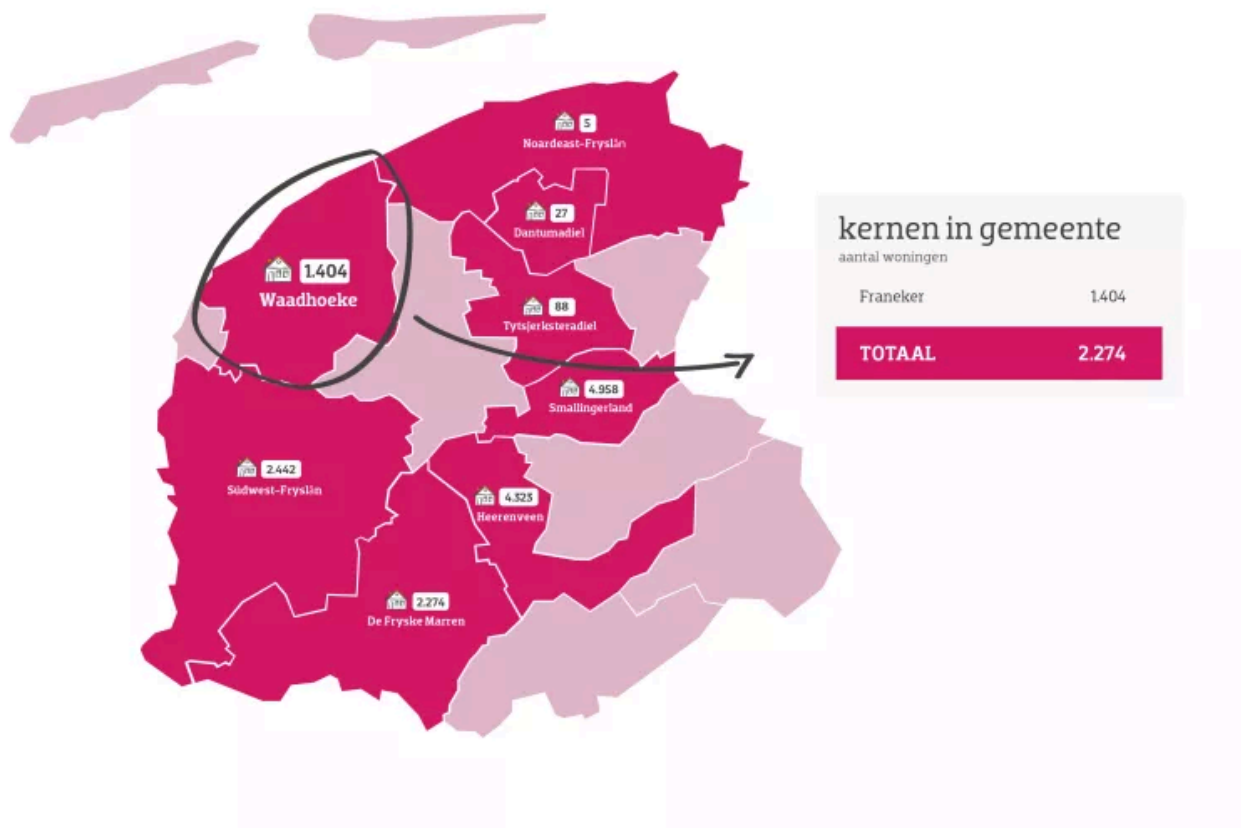 5
Noardeast-Fryslân
27
Dantumadiel
1.404
Waadhoeke
88
Tytsjerksteradiel
4.958
Smallingerland
2.442
Súdwest-Fryslân
4.323
Heerenveen
2.274
De Fryske Marren
kernen in gemeente
aantal woningen
Franeker 1.404
TOTAAL 2.274